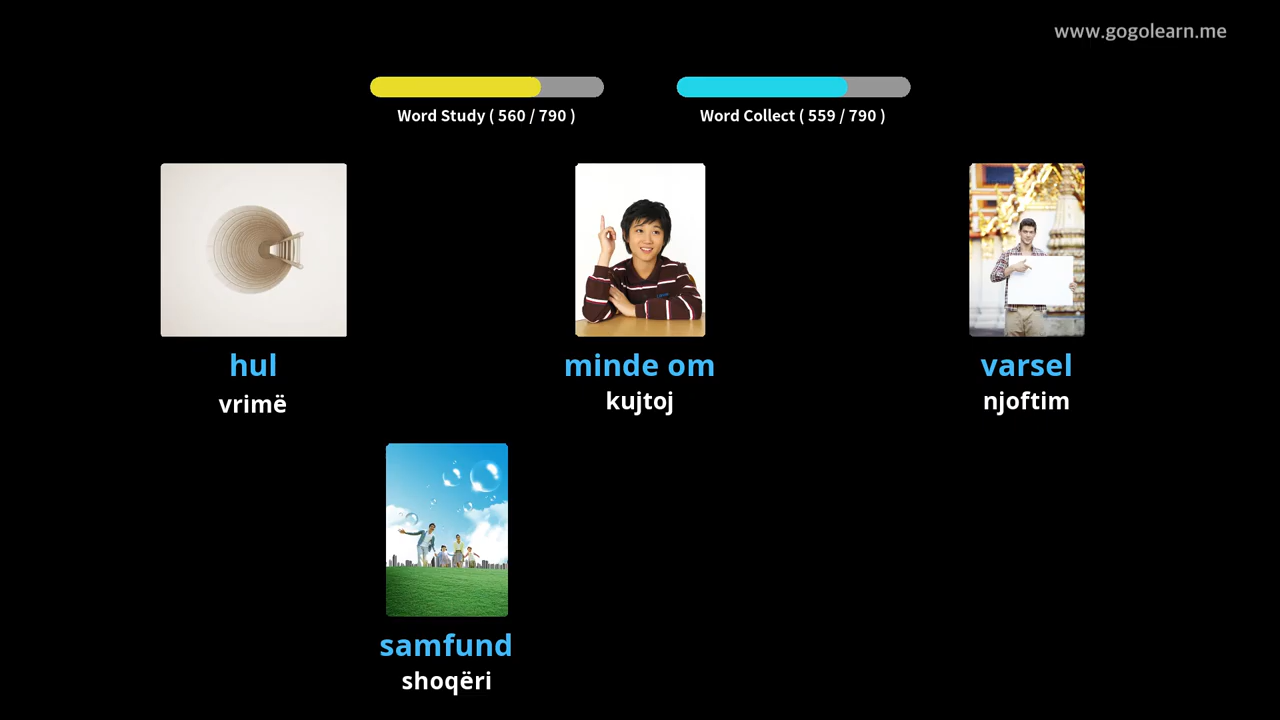 www.gogolearn.me
Word Study ( 560 / 790 )
Word Collect ( 559 / 790 )
hul
vrimë
minde om
kujtoj
varsel
njoftim
samfund
shoqëri